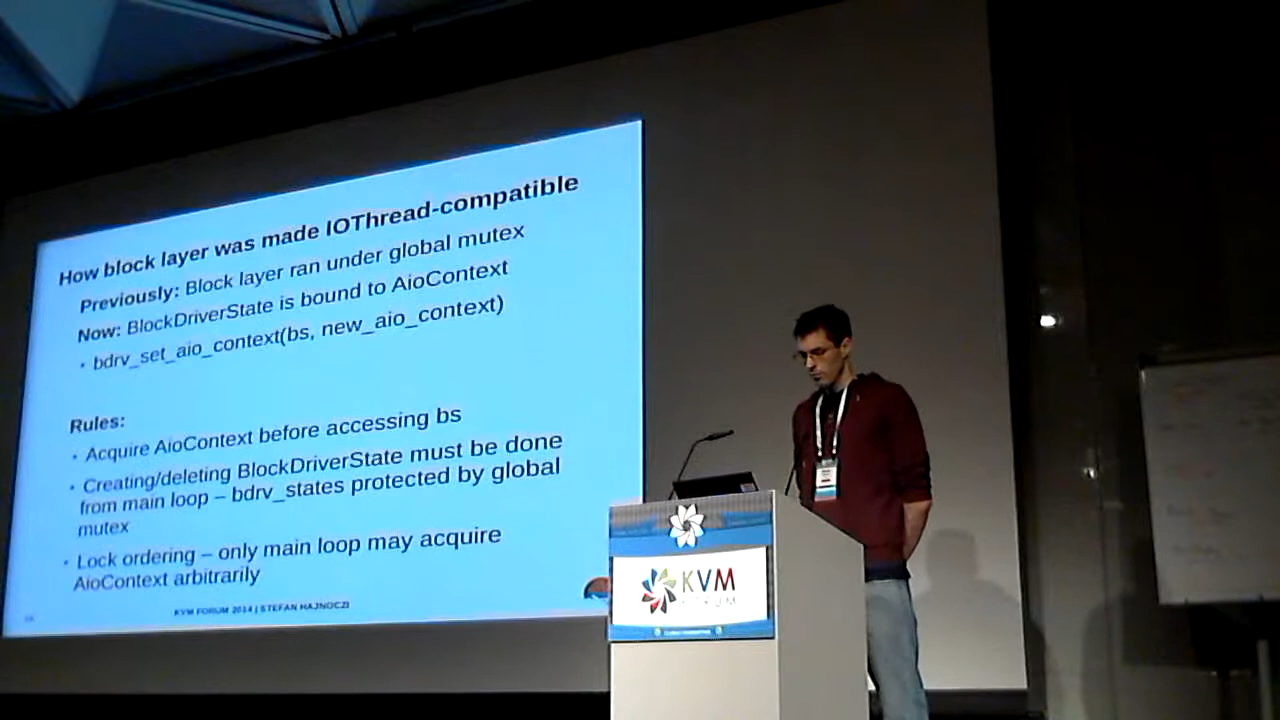 How block layer was made IOThread-compatible
Previously: Block layer ran under global mutex
Now: BlockDriverState is bound to AioContext
• bdrv_set_aio_context(bs, new_aio_context)
Rules:
• Acquire AioContext before accessing bs
• Creating/deleting BlockDriverState must be done
from main loop – bdrv_states protected by global
mutex
• Lock ordering – only main loop may acquire
AioContext arbitrarily
KVM FORUM 2014 | STEFAN HAJNOCZI
KVM
FORUM